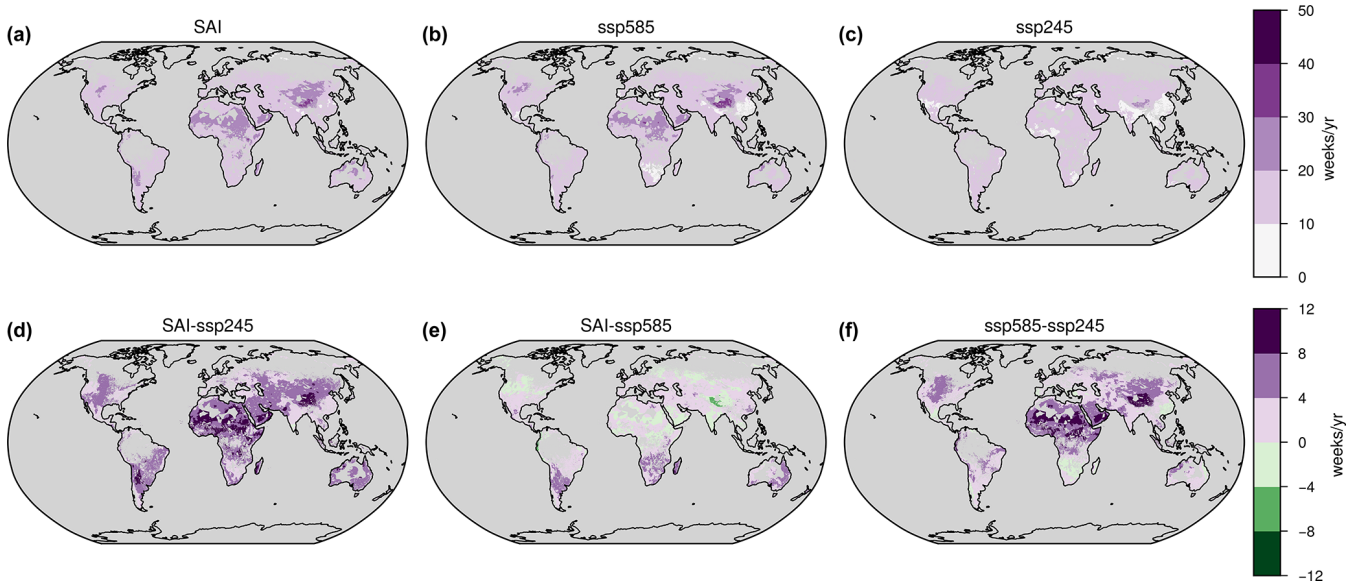 (a) SAI
(b) ssp585
(c) ssp245
50
40
30
20
10
0
weeks/yr
(d) SAI-ssp245
(e) SAI-ssp585
(f) ssp585-ssp245
12
8
4
0
−4
−8
−12
weeks/yr